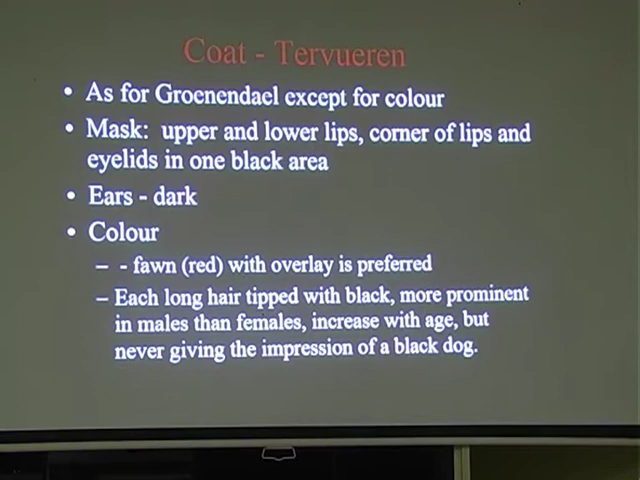 Coat - Tervueren
• As for Groenendael except for colour
• Mask: upper and lower lips, corner of lips and
eyelids in one black area
• Ears - dark
• Colour
– - fawn (red) with overlay is preferred
– Each long hair tipped with black, more prominent
in males than females, increase with age, but
never giving the impression of a black dog.